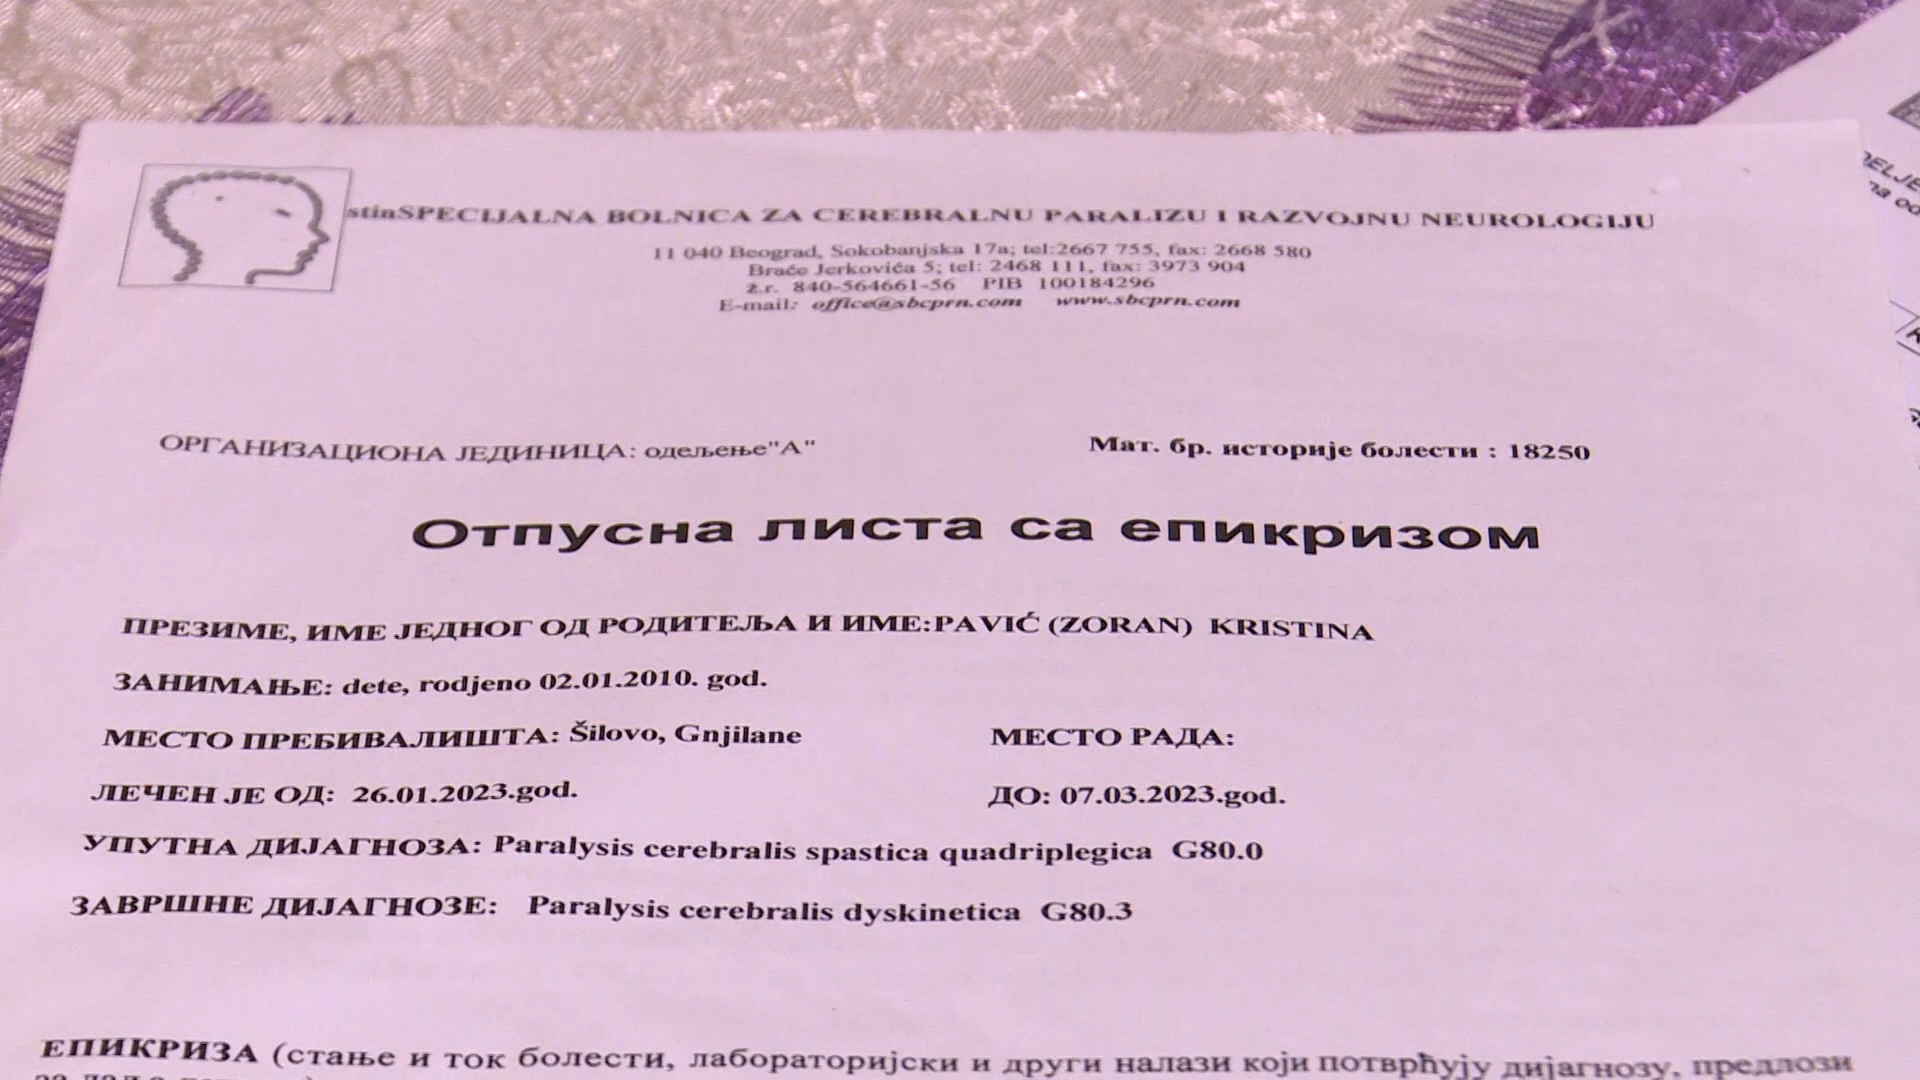 stinSPECIJALNA BOLNICA ZA CEREBRALNU PARALIZU I RAZVOJNU NEUROLOGIJU
11 040 Beograd, Sokobanjska 17a; tel:2667 755, fax: 2668 580
Braće Jerkovića 5; tel: 2468 111, fax: 3973 904
ž.r. 840-564661-56 PIB 100184296
E-mail: office@sbcprn.com www.sbcprn.com
ОРГАНИЗАЦИОНА ЈЕДИНИЦА: одељење"А" Мат. бр. историје болести : 18250
Отпусна листа са епикризом
ПРЕЗИМЕ, ИМЕ ЈЕДНОГ ОД РОДИТЕЉА И ИМЕ:PAVIĆ (ZORAN) KRISTINA
ЗАНИМАЊЕ: dete, rodjeno 02.01.2010. god.
МЕСТО ПРЕБИВАЛИШТА: Šilovo, Gnjilane МЕСТО РАДА:
ЛЕЧЕН ЈЕ ОД: 26.01.2023.god. ДО: 07.03.2023.god.
УПУТНА ДИЈАГНОЗА: Paralysis cerebralis spastica quadriplegica G80.0
ЗАВРШНЕ ДИЈАГНОЗЕ: Paralysis cerebralis dyskinetica G80.3
ЕПИКРИЗА (стање и ток болести, лабораторијски и други налази који потврђују дијагнозу, предлози